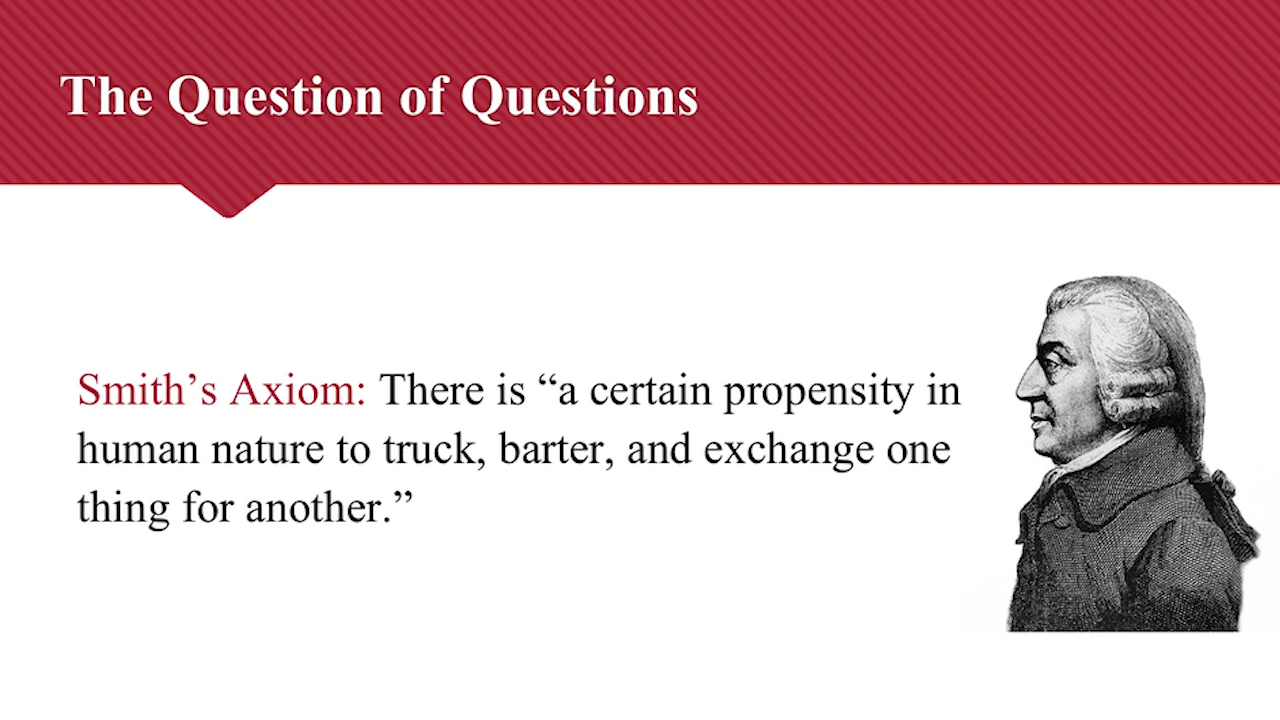 The Question of Questions
Smith’s Axiom: There is “a certain propensity in
human nature to truck, barter, and exchange one
thing for another.”